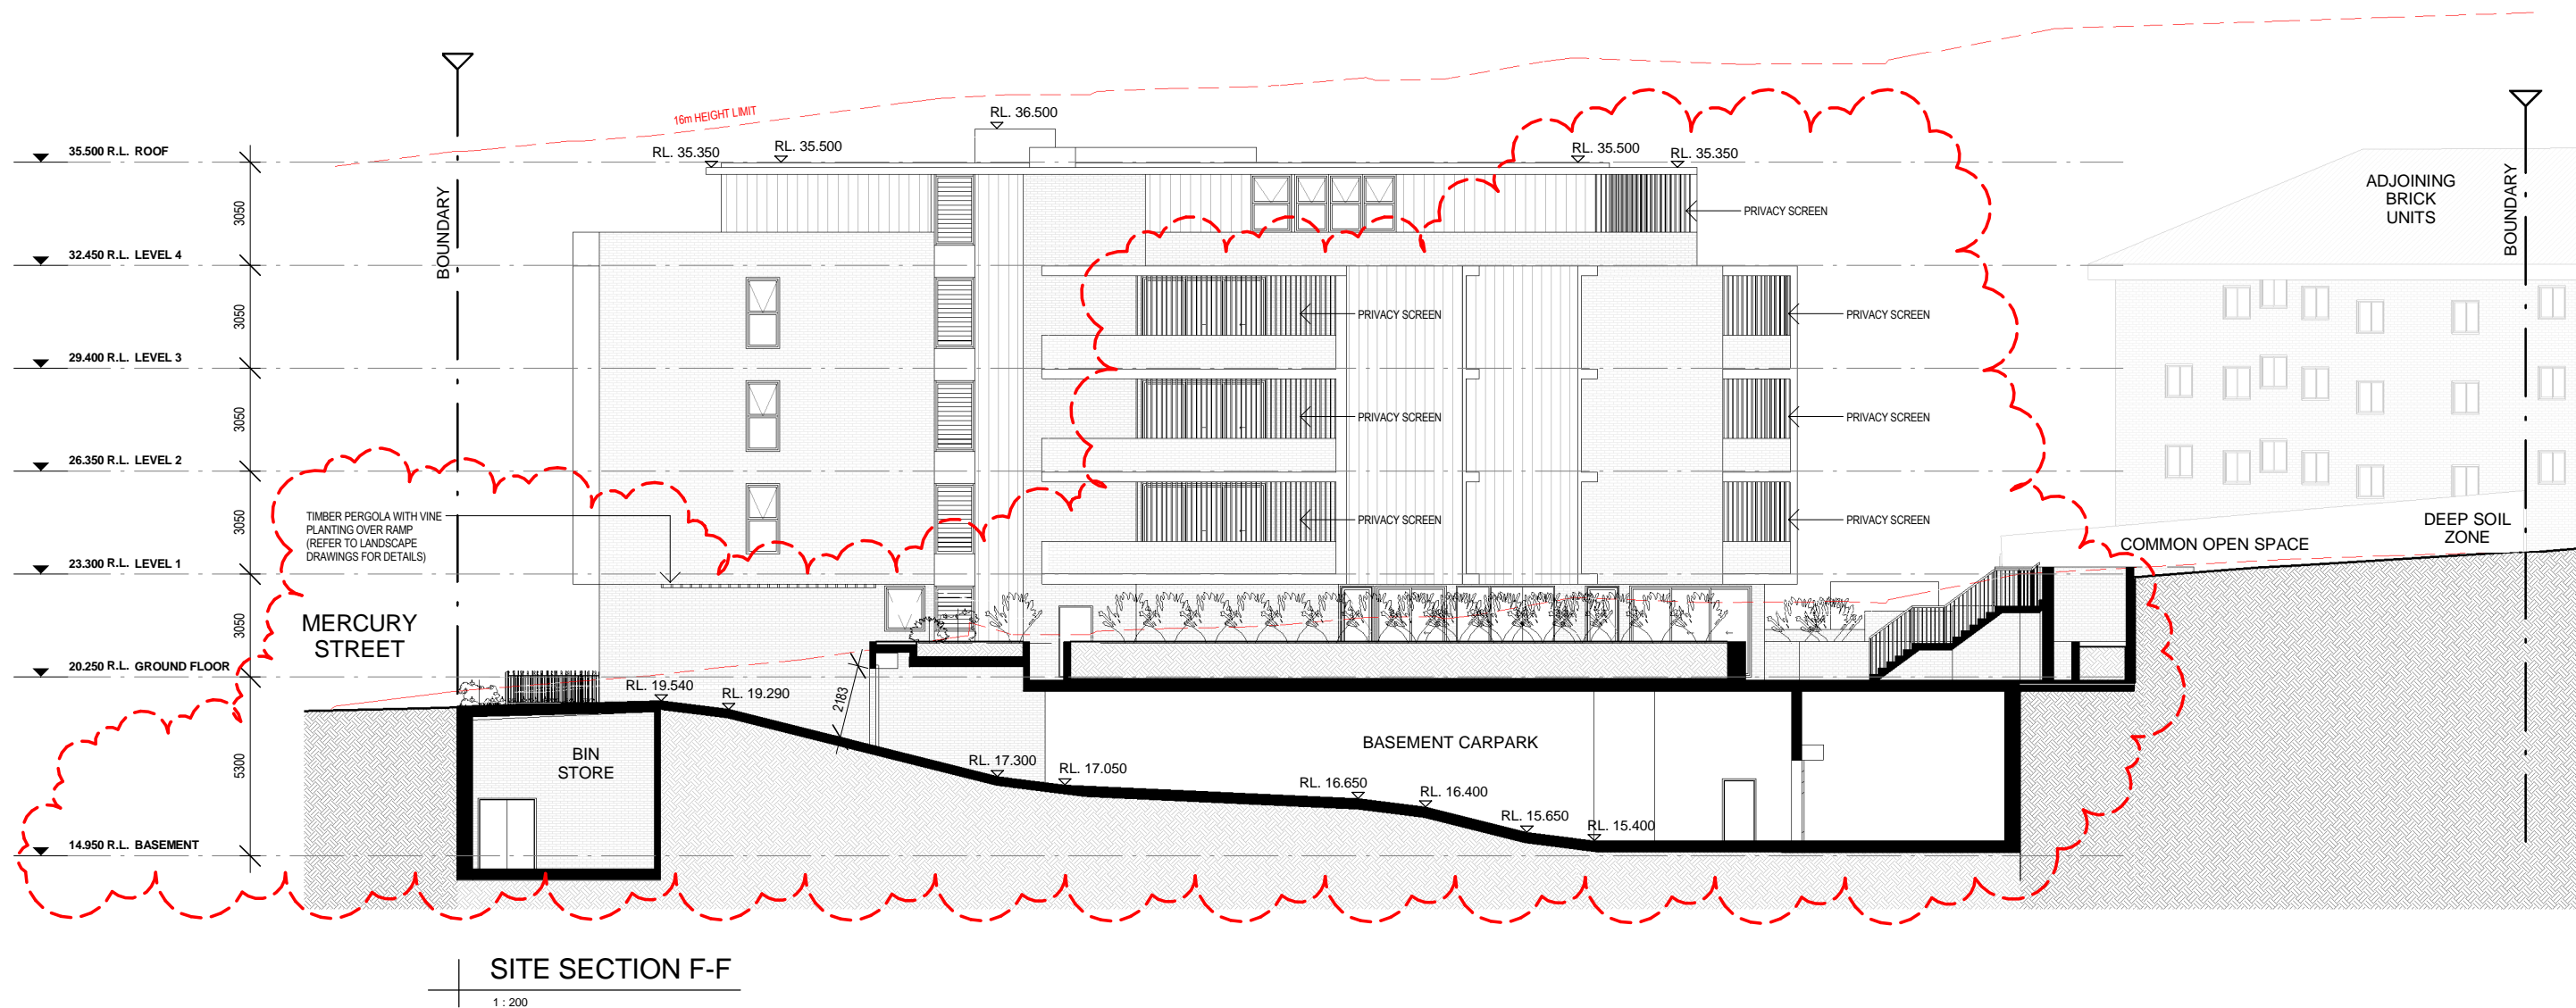 16m HEIGHT LIMIT
RL. 36.500
35.500 R.L. ROOF
RL. 35.350
RL. 35.500
RL. 35.500
RL. 35.350
BOUNDARY
BOUNDARY
ADJOINING
BRICK
UNITS
3050
PRIVACY SCREEN
32.450 R.L. LEVEL 4
3050
PRIVACY SCREEN
PRIVACY SCREEN
29.400 R.L. LEVEL 3
3050
PRIVACY SCREEN
PRIVACY SCREEN
26.350 R.L. LEVEL 2
3050
TIMBER PERGOLA WITH VINE
PLANTING OVER RAMP
(REFER TO LANDSCAPE
DRAWINGS FOR DETAILS)
PRIVACY SCREEN
PRIVACY SCREEN
DEEP SOIL
ZONE
COMMON OPEN SPACE
23.300 R.L. LEVEL 1
3050
MERCURY
STREET
20.250 R.L. GROUND FLOOR
RL. 19.540
RL. 19.290
2183
5300
BIN
STORE
BASEMENT CARPARK
RL. 17.300
RL. 17.050
RL. 16.650
RL. 16.400
RL. 15.650
RL. 15.400
14.950 R.L. BASEMENT
SITE SECTION F-F
1 : 200